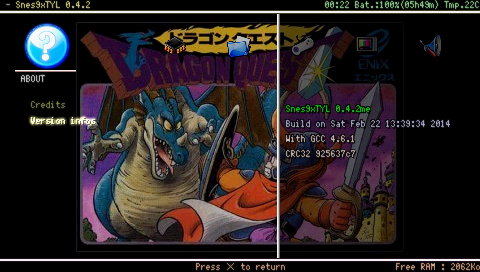 - Snes9xTYL 0.4.2
00:22 Bat.:100%(05h49m) Tmp.22C
ドラゴンクエスト
DRAGON QUEST
ENIX
エニックス
ABOUT
Credits
Version infos
Snes9xTYL 0.4.2me
Build on Sat Feb 22 13:39:34 2014
With GCC 4.6.1
CRC32 925637c7
Press X to return
Free RAM : 2062Ko